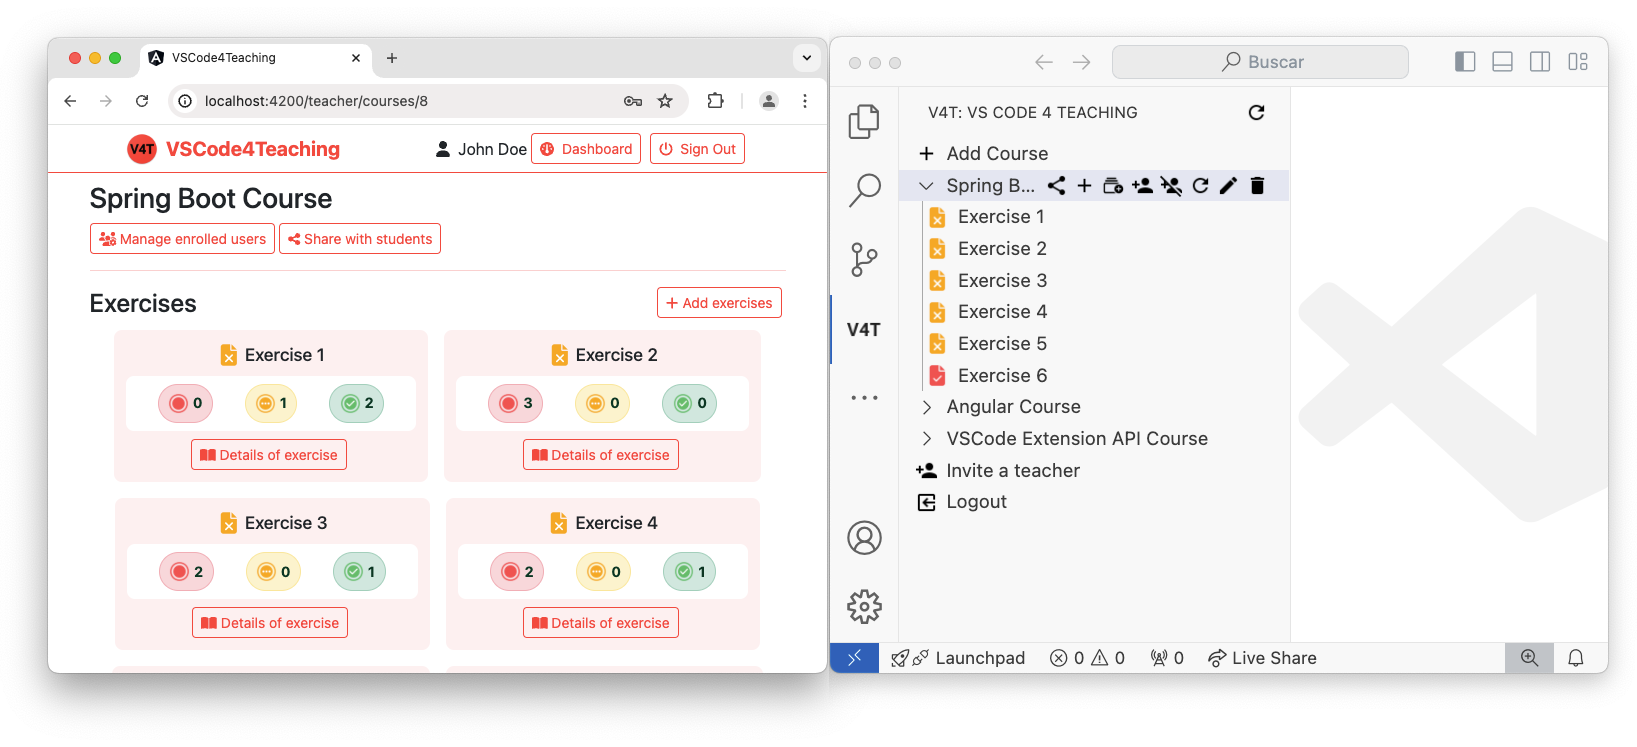 VSCode4Teaching
localhost:4200/teacher/courses/8
V4T VSCode4Teaching
John Doe
Dashboard
Sign Out
Spring Boot Course
Manage enrolled users
Share with students
Exercises
+ Add exercises
Exercise 1
0 1 2
Details of exercise
Exercise 2
3 0 0
Details of exercise
Exercise 3
2 0 1
Details of exercise
Exercise 4
2 0 1
Details of exercise
Buscar
V4T: VS CODE 4 TEACHING
Add Course
Spring B...
Exercise 1
Exercise 2
Exercise 3
Exercise 4
Exercise 5
Exercise 6
Angular Course
VSCode Extension API Course
Invite a teacher
Logout
V4T
Launchpad
0 0
0
Live Share